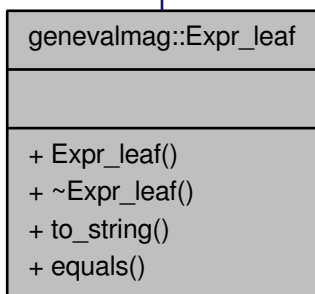 genevalmag::Expr_leaf
+ Expr_leaf()
+ ~Expr_leaf()
+ to_string()
+ equals()